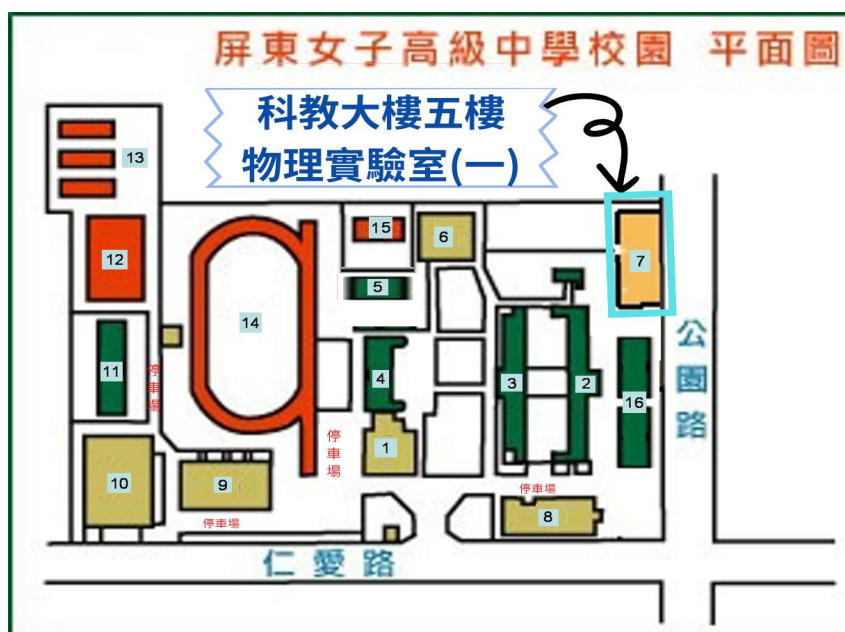 屏東女子高級中學校園 平面圖
科教大樓五樓
物理實驗室(一)
13
15
6
12
7
5
14
11
停車場
4
3
2
16
公園路
1
停車場
10
9
停車場
8
停車場
仁愛路